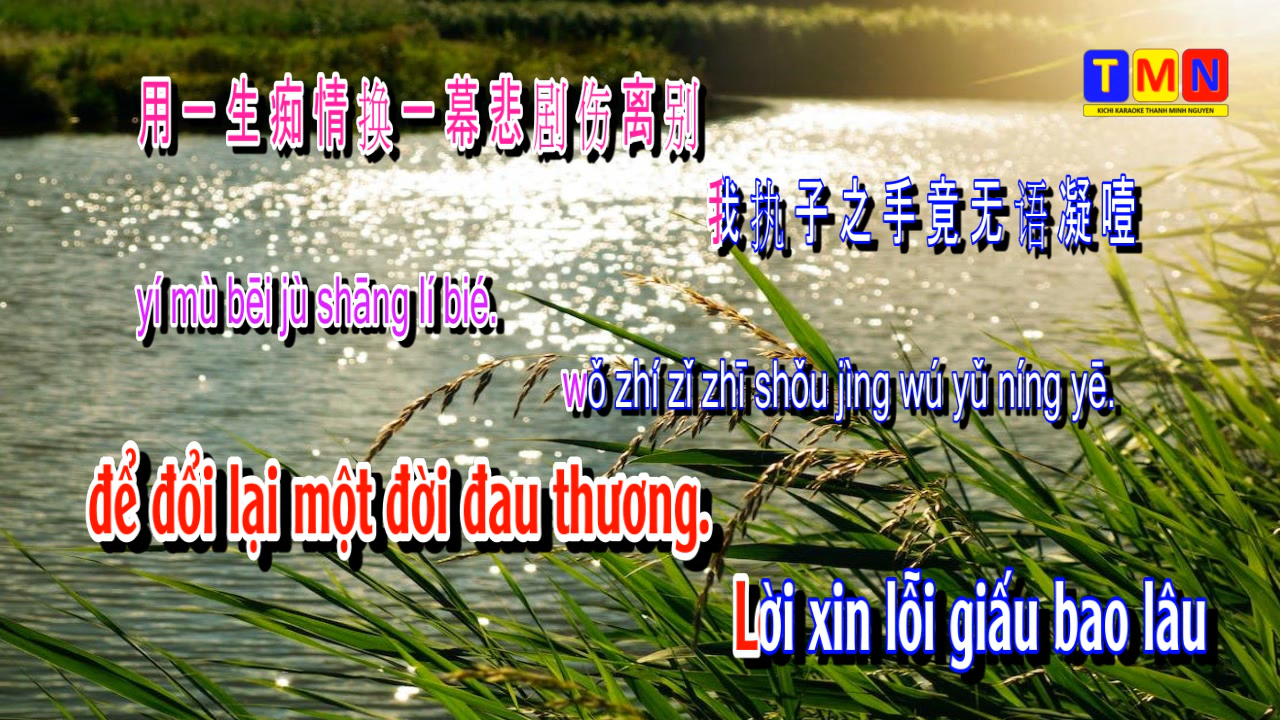 TMN
KICHI KARAOKE THANH MINH NGUYEN
用一生痴情换一幕悲剧伤离别
我执子之手竟无语凝噎
yí mù bēi jù shāng lí bié.
wǒ zhí zǐ zhī shǒu jìng wú yǔ níng yē.
để đổi lại một đời đau thương.
Lời xin lỗi giấu bao lâu